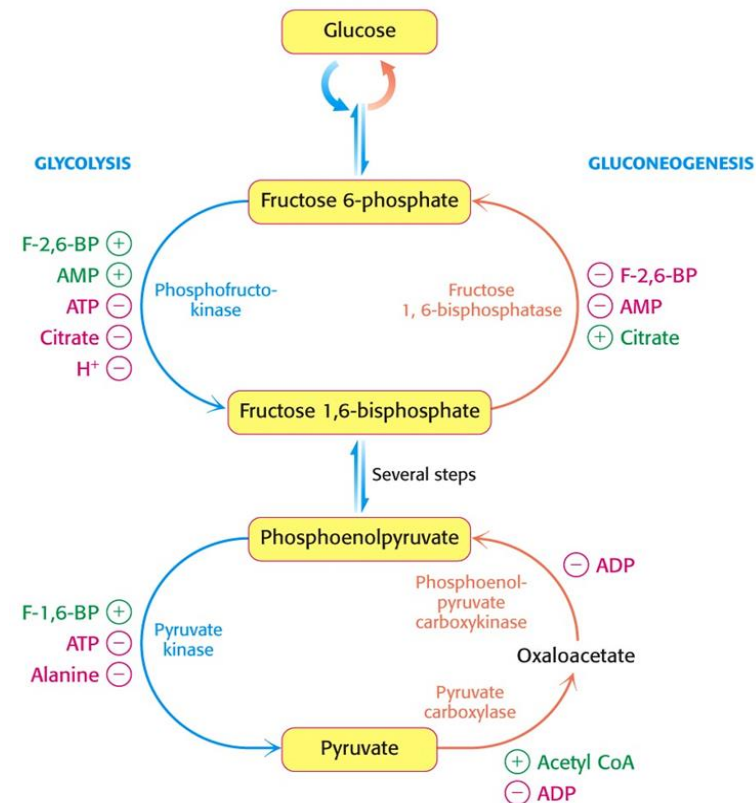 Glucose
GLYCOLYSIS
GLUCONEOGENESIS
Fructose 6-phosphate
F-2,6-BP +
AMP +
ATP −
Citrate −
H⁺ −
Phosphofructo-
kinase
Fructose
1, 6-bisphosphatase
− F-2,6-BP
− AMP
+ Citrate
Fructose 1,6-bisphosphate
Several steps
Phosphoenolpyruvate
F-1,6-BP +
ATP −
Alanine −
Pyruvate
kinase
Phosphoenol-
pyruvate
carboxykinase
− ADP
Oxaloacetate
Pyruvate
carboxylase
Pyruvate
+ Acetyl CoA
− ADP